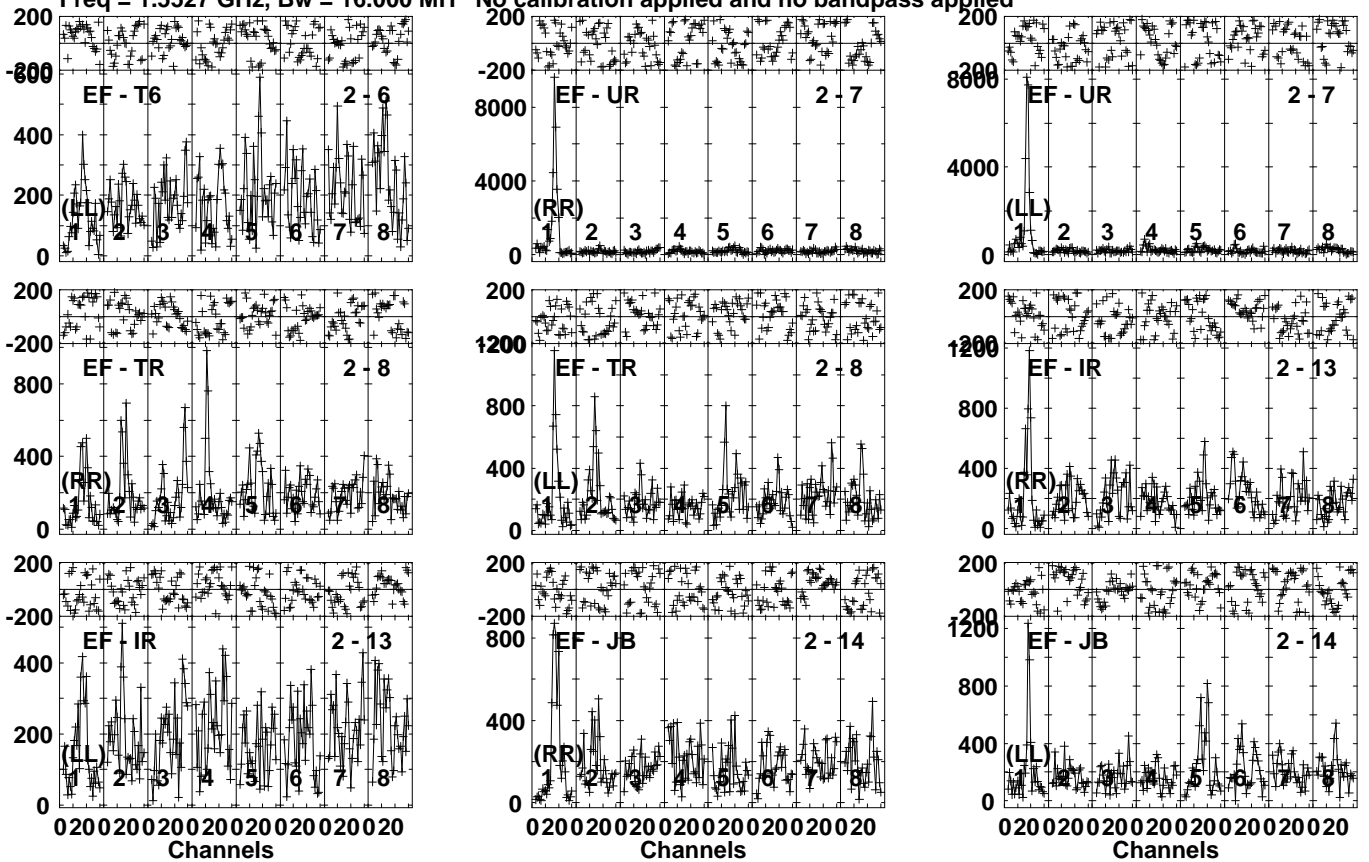 Freq = 1.5527 GHz, Bw = 16.000 MH No calibration applied and no bandpass applied
200 200 200
-200 -200 -200
600 8000
EF - T6 2 - 6 EF - UR 2 - 7 EF - UR 2 - 7
400 8000
200 4000 4000
(LL) (RR) (LL)
1 2 3 4 5 6 7 8 1 2 3 4 5 6 7 8 1 2 3 4 5 6 7 8
0 0 0
200 200 200
-200 -200 -200
1200 1200
EF - TR 2 - 8 EF - TR 2 - 8 EF - IR 2 - 13
800 800 800
400 400 400
(RR) (LL) (RR)
1 2 3 4 5 6 7 8 1 2 3 4 5 6 7 8 1 2 3 4 5 6 7 8
0 0 0
200 200 200
-200 -200 -200
EF - IR 2 - 13 EF - JB 2 - 14 EF - JB 2 - 14
800 1200
400 800
200 400 400
(LL) (RR) (LL)
1 2 3 4 5 6 7 8 1 2 3 4 5 6 7 8 1 2 3 4 5 6 7 8
0 0 0
0 20 0 20 0 20 0 20 0 20 0 20 0 20 0 20 0 20 0 20 0 20 0 20 0 20 0 20 0 20 0 20 0 20 0 20 0 20 0 20 0 20 0 20 0 20 0 20
Channels Channels Channels